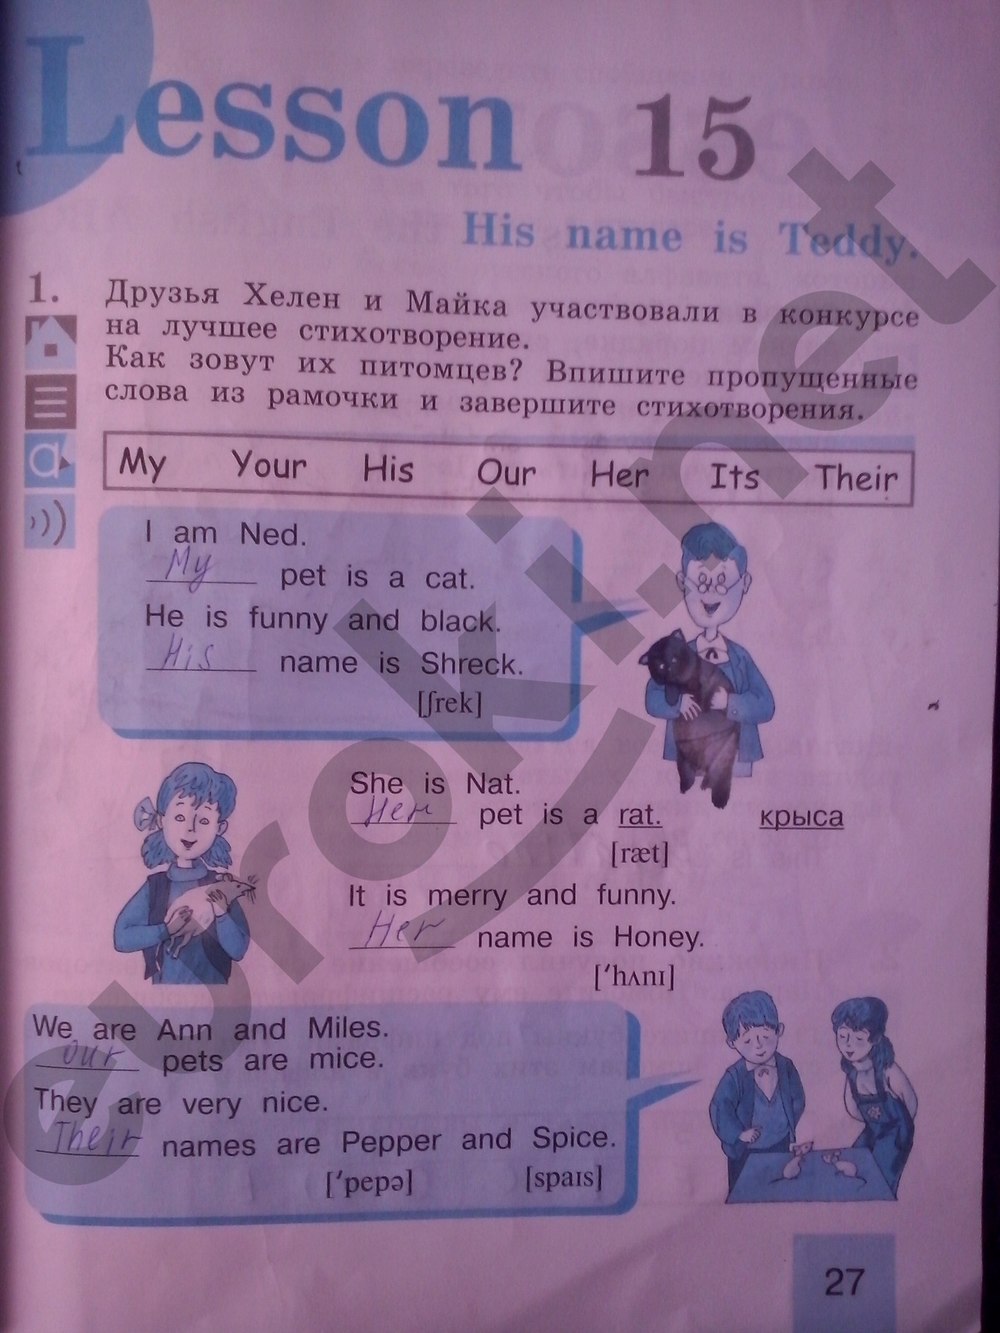 Lesson 15
His name is Teddy.
1. Друзья Хелен и Майка участвовали в конкурсе
на лучшее стихотворение.
Как зовут их питомцев? Впишите пропущенные
слова из рамочки и завершите стихотворения.
My Your His Our Her Its Their
I am Ned.
My pet is a cat.
He is funny and black.
His name is Shreck.
[ʃrek]
She is Nat.
Her pet is a rat. крыса
[ræt]
It is merry and funny.
Her name is Honey.
[ʹhʌnɪ]
We are Ann and Miles.
Our pets are mice.
They are very nice.
Their names are Pepper and Spice.
[ʹpepə] [spaɪs]
27
eurokinet